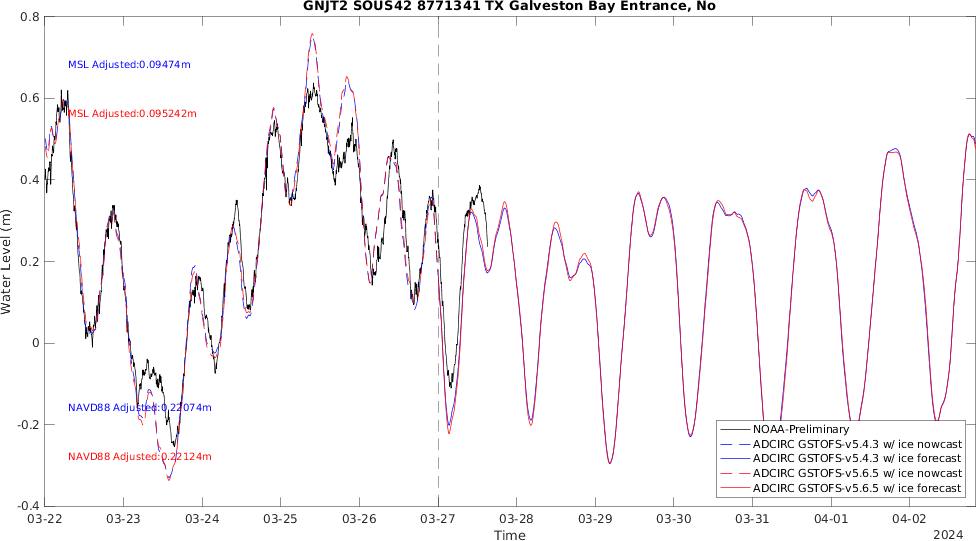 GNJT2 SOUS42 8771341 TX Galveston Bay Entrance, No
0.8
MSL Adjusted:0.09474m
0.6
MSL Adjusted:0.095242m
0.4
0.2
0
-0.2
-0.4
Water Level (m)
NAVD88 Adjusted:0.22074m
NAVD88 Adjusted:0.22124m
NOAA-Preliminary
ADCIRC GSTOFS-v5.4.3 w/ ice nowcast
ADCIRC GSTOFS-v5.4.3 w/ ice forecast
ADCIRC GSTOFS-v5.6.5 w/ ice nowcast
ADCIRC GSTOFS-v5.6.5 w/ ice forecast
03-22 03-23 03-24 03-25 03-26 03-27 03-28 03-29 03-30 03-31 04-01 04-02
Time
2024